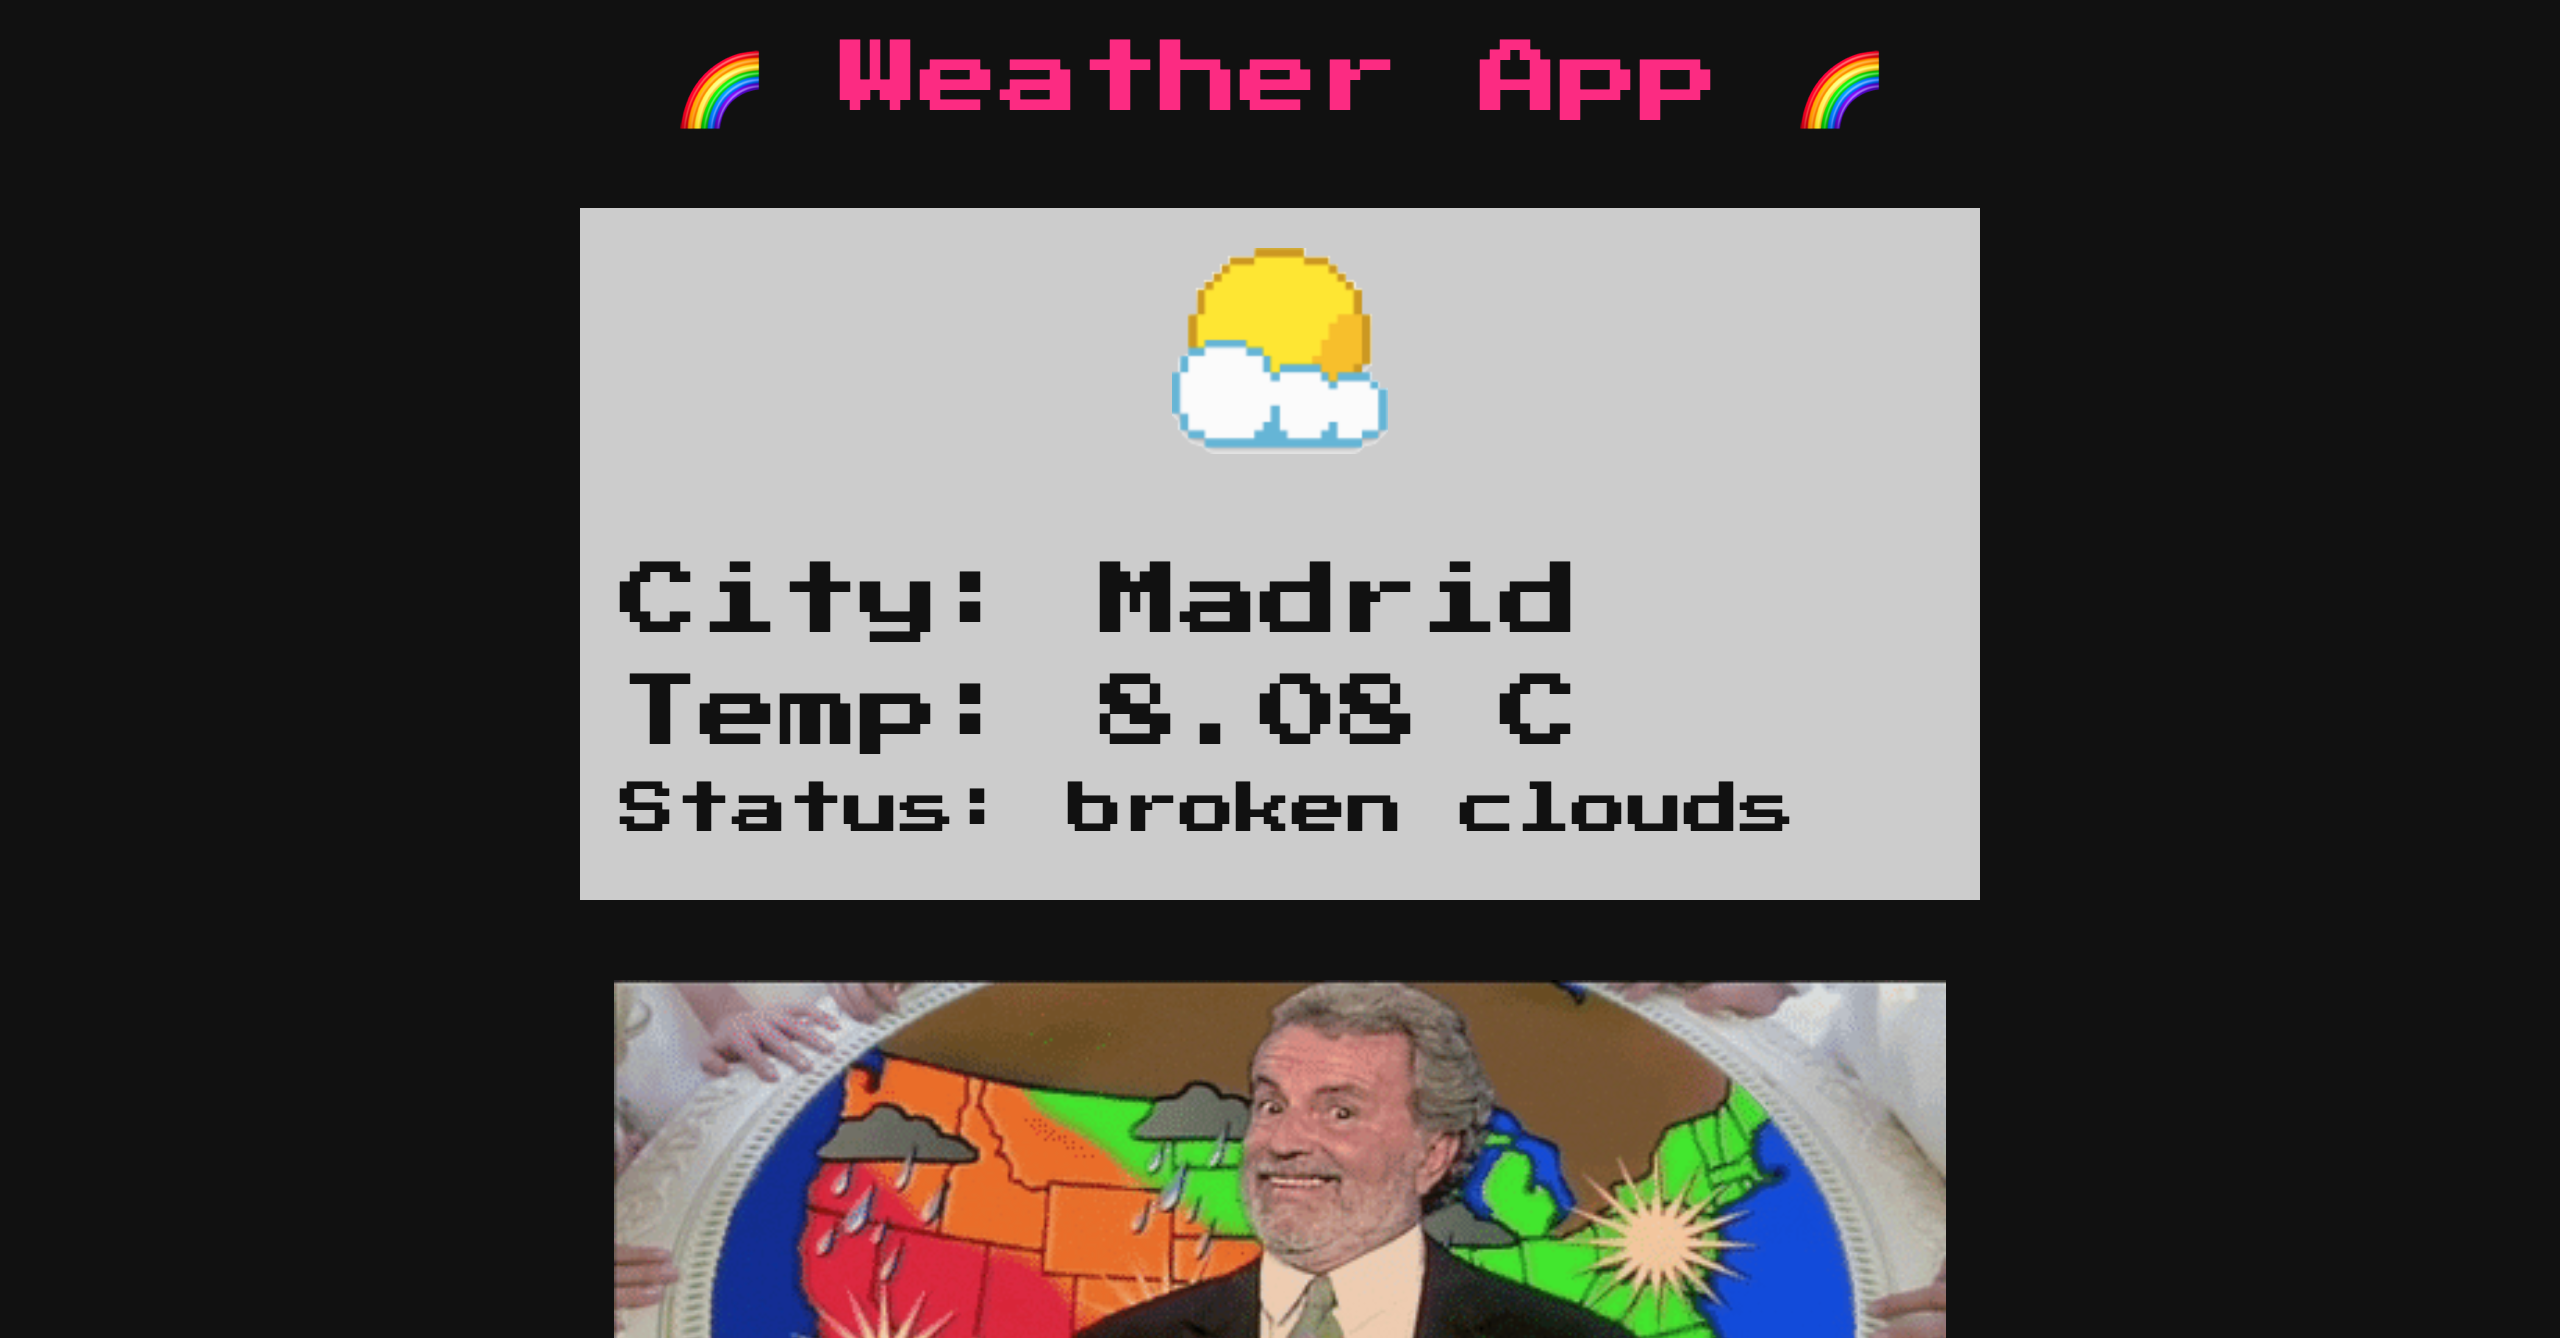 🌈 Weather App 🌈
City: Madrid
Temp: 8.08 C
Status: broken clouds